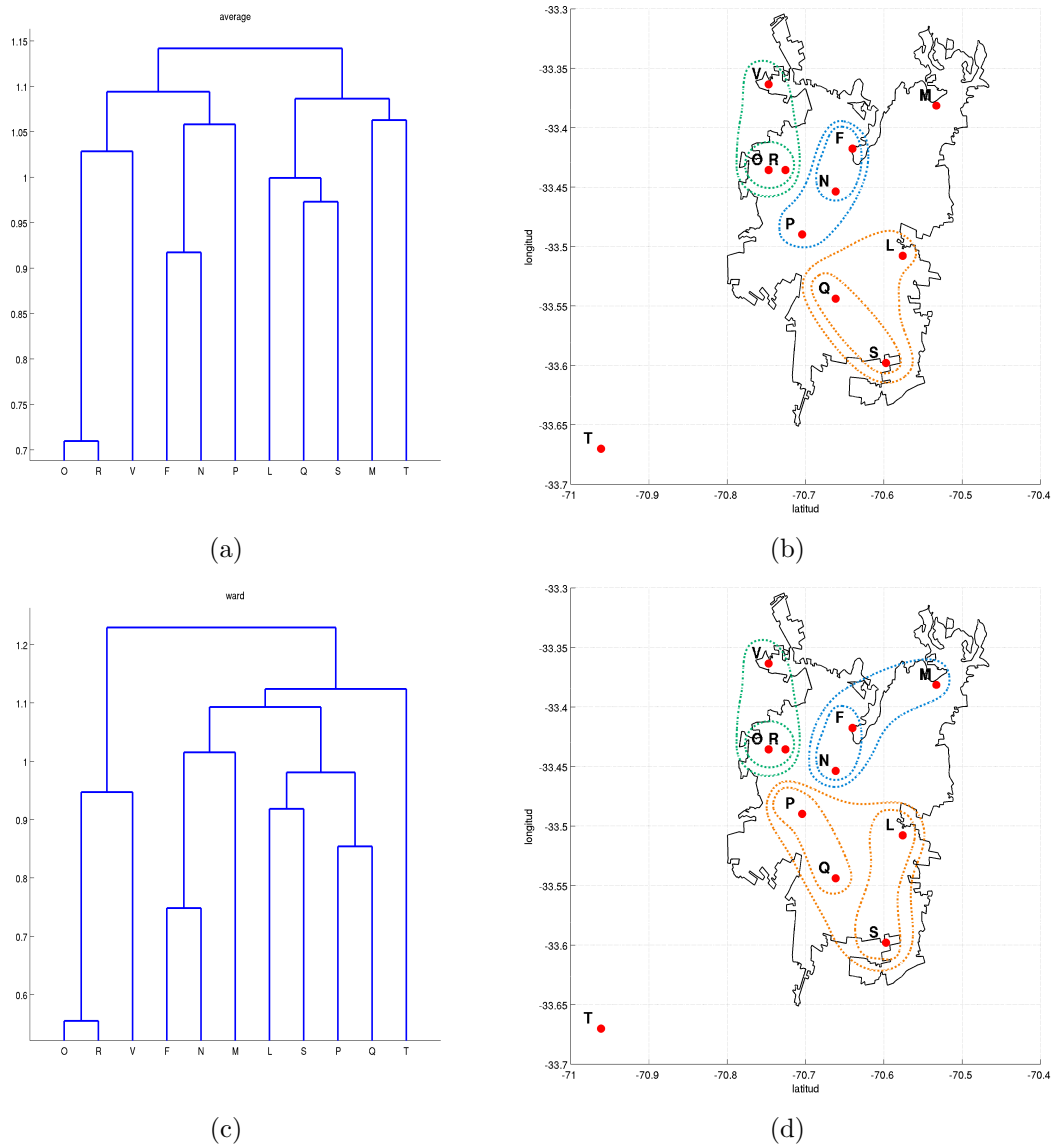 average
1.15
1.1
1.05
1
0.95
0.9
0.85
0.8
0.75
0.7
O R V F N P L Q S M T
(a)
-33.3
-33.35
-33.4
-33.45
-33.5
-33.55
-33.6
-33.65
-33.7
longitud
V
M
F
O R
N
P
L
Q
S
T
-71 -70.9 -70.8 -70.7 -70.6 -70.5 -70.4
latitud
(b)
ward
1.2
1.1
1
0.9
0.8
0.7
0.6
O R V F N M L S P Q T
(c)
-33.3
-33.35
-33.4
-33.45
-33.5
-33.55
-33.6
-33.65
-33.7
longitud
V
M
F
O R
N
P
L
Q
S
T
-71 -70.9 -70.8 -70.7 -70.6 -70.5 -70.4
latitud
(d)